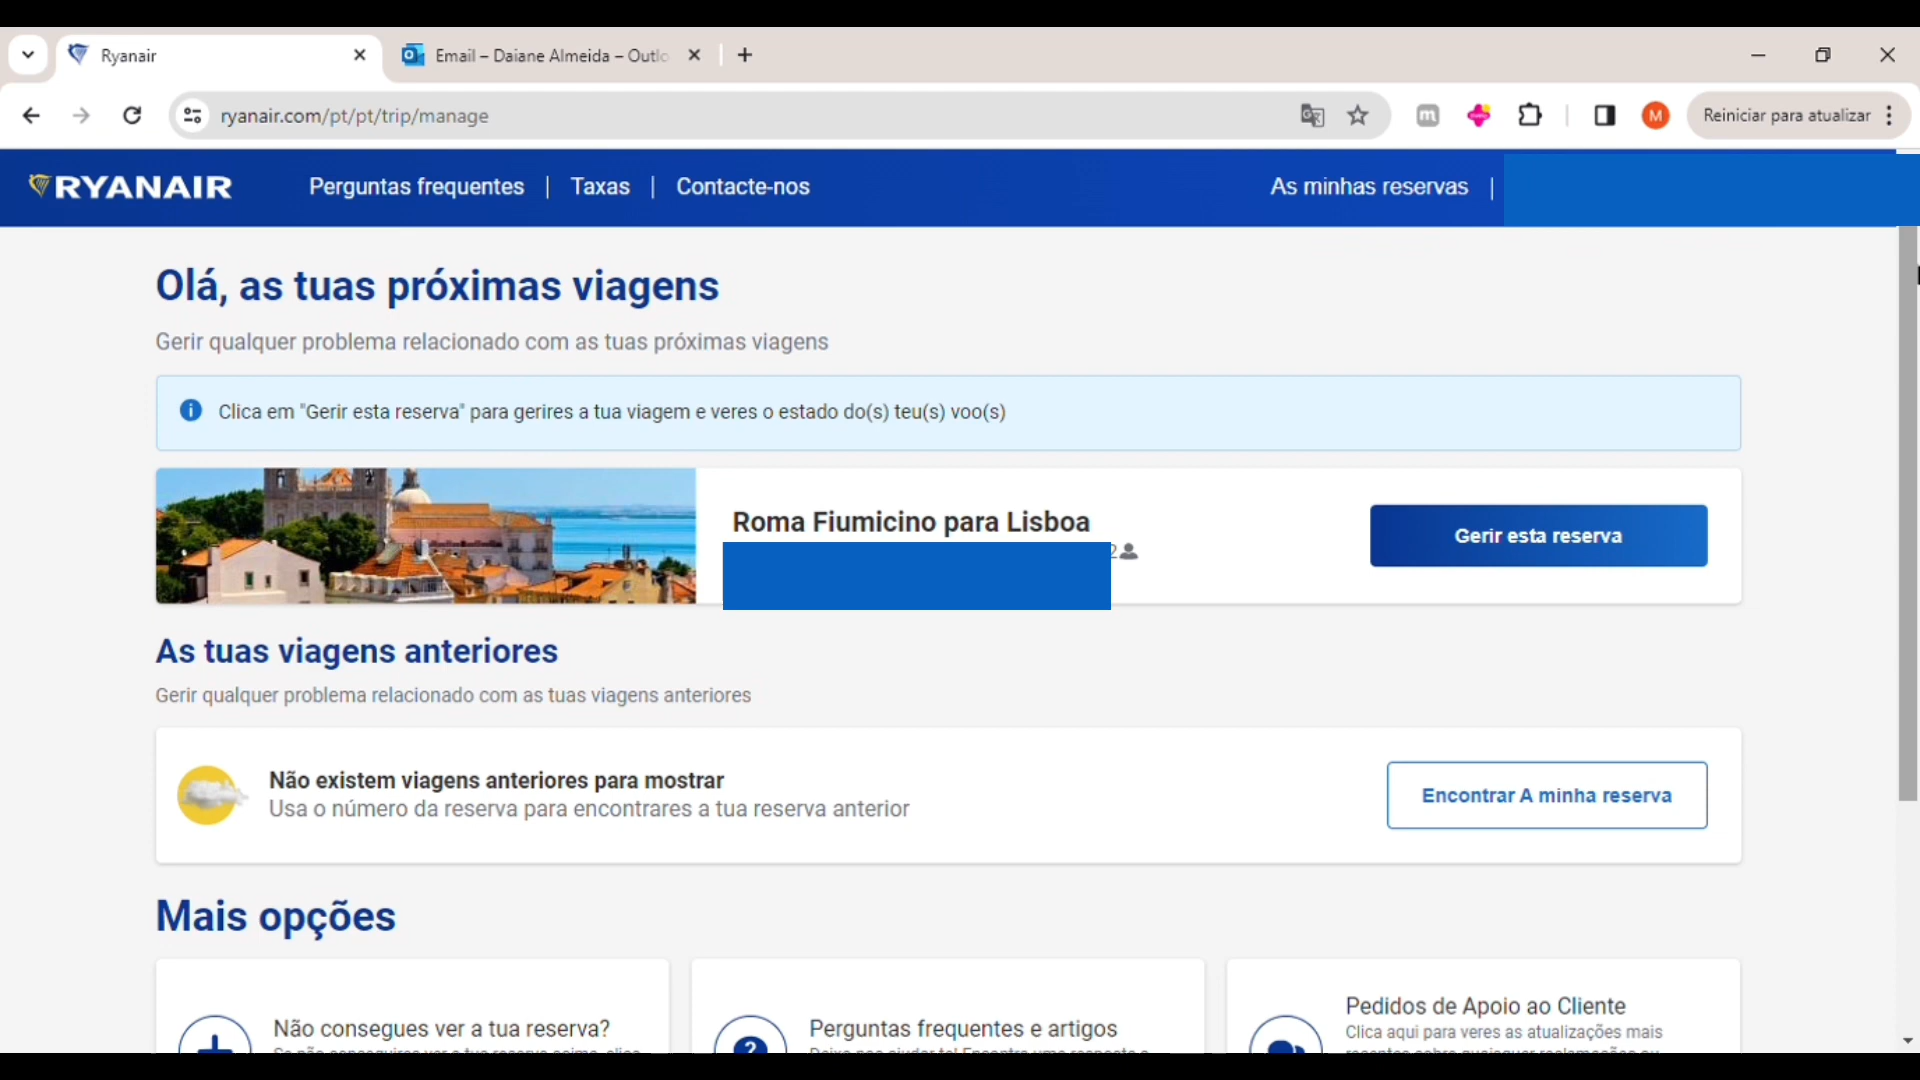 Ryanair
Email – Daiane Almeida – Outlo
ryanair.com/pt/pt/trip/manage
M
Reiniciar para atualizar
RYANAIR
Perguntas frequentes | Taxas | Contacte-nos
As minhas reservas |
Olá, as tuas próximas viagens
Gerir qualquer problema relacionado com as tuas próximas viagens
Clica em "Gerir esta reserva" para gerires a tua viagem e veres o estado do(s) teu(s) voo(s)
Roma Fiumicino para Lisboa
2
Gerir esta reserva
As tuas viagens anteriores
Gerir qualquer problema relacionado com as tuas viagens anteriores
Não existem viagens anteriores para mostrar
Usa o número da reserva para encontrares a tua reserva anterior
Encontrar A minha reserva
Mais opções
Não consegues ver a tua reserva?
Perguntas frequentes e artigos
Pedidos de Apoio ao Cliente
Clica aqui para veres as atualizações mais